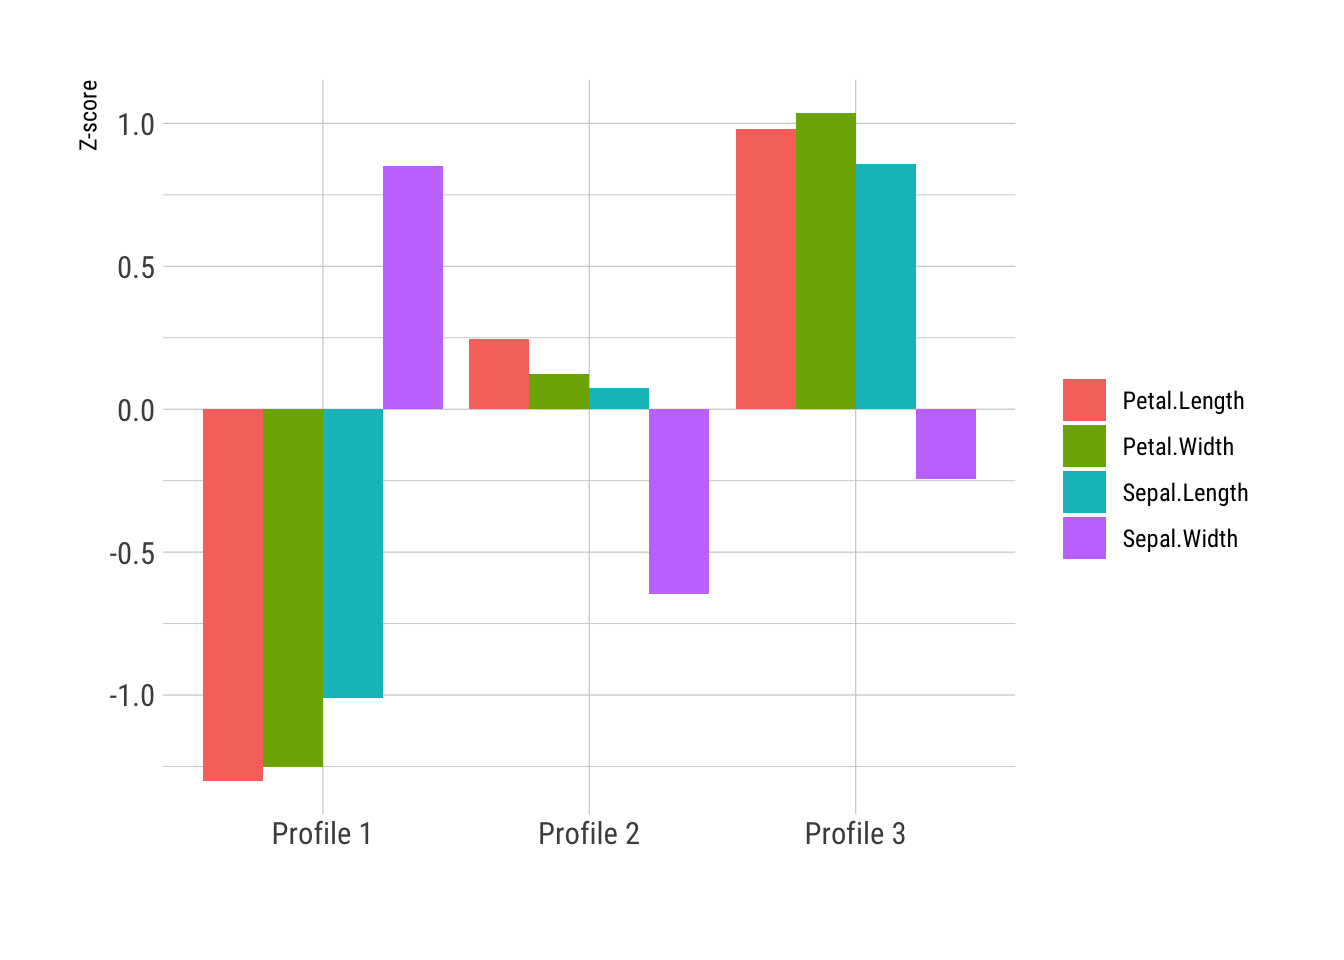 Z-score
1.0
0.5
0.0
-0.5
-1.0
Profile 1
Profile 2
Profile 3
Petal.Length
Petal.Width
Sepal.Length
Sepal.Width